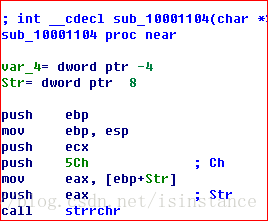 ; int __cdecl sub_10001104(char *S
sub_10001104 proc near
var_4= dword ptr -4
Str= dword ptr  8
push    ebp
mov     ebp, esp
push    ecx
push    5Ch             ; Ch
mov     eax, [ebp+Str]
push    eax             ; Str
call    strrchr
blog.csdn.net/isinstance